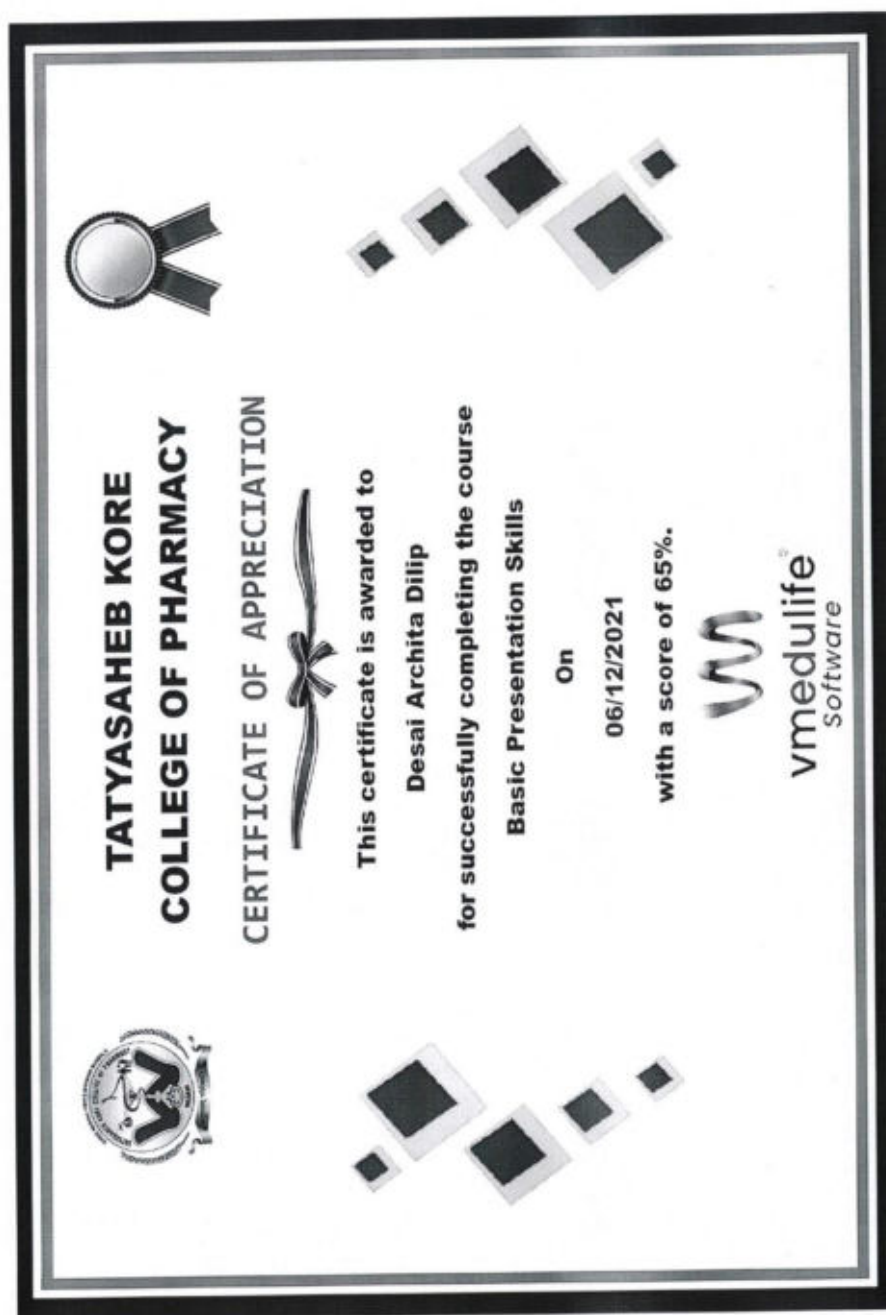 TATYASAHEB KORE
COLLEGE OF PHARMACY
CERTIFICATE OF APPRECIATION
This certificate is awarded to
Desai Archita Dilip
for successfully completing the course
Basic Presentation Skills
On
06/12/2021
with a score of 65%.
vmedulife®
Software